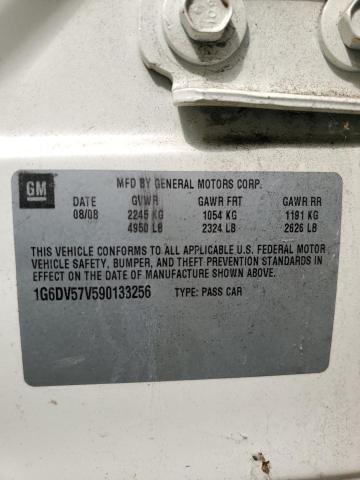 GM
MFD BY GENERAL MOTORS CORP.
DATE GVWR GAWR FRT GAWR RR
08/08 2245 KG 1054 KG 1191 KG
4950 LB 2324 LB 2626 LB
THIS VEHICLE CONFORMS TO ALL APPLICABLE U.S. FEDERAL MOTOR
VEHICLE SAFETY, BUMPER, AND THEFT PREVENTION STANDARDS
IN EFFECT ON THE DATE OF MANUFACTURE SHOWN ABOVE.
1G6DV57V590133256 TYPE: PASS CAR